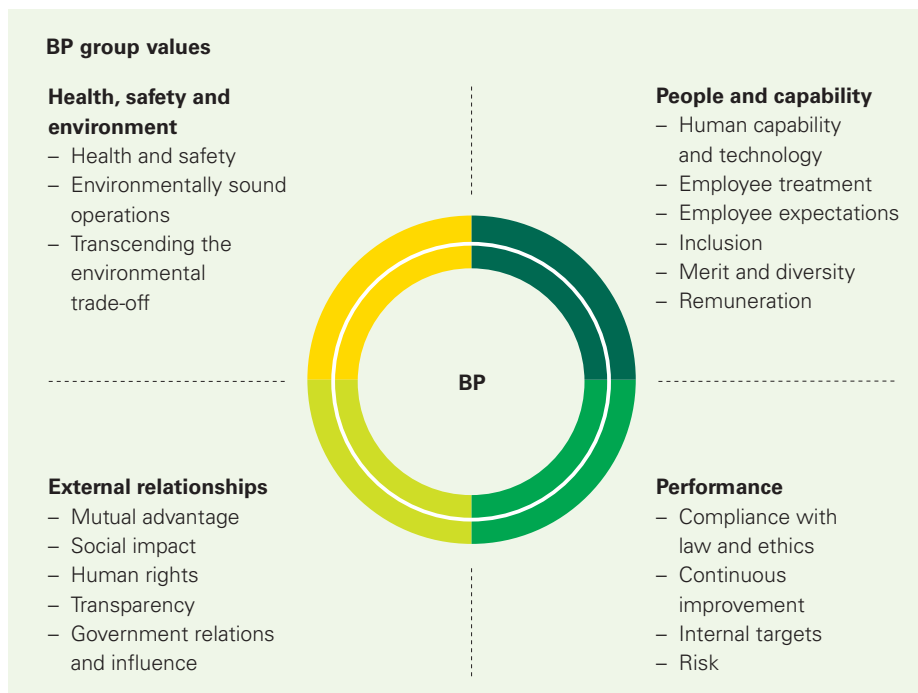 BP group values
Health, safety and
environment
– Health and safety
– Environmentally sound
operations
– Transcending the
environmental
trade-off
People and capability
– Human capability
and technology
– Employee treatment
– Employee expectations
– Inclusion
– Merit and diversity
– Remuneration
BP
External relationships
– Mutual advantage
– Social impact
– Human rights
– Transparency
– Government relations
and influence
Performance
– Compliance with
law and ethics
– Continuous
improvement
– Internal targets
– Risk